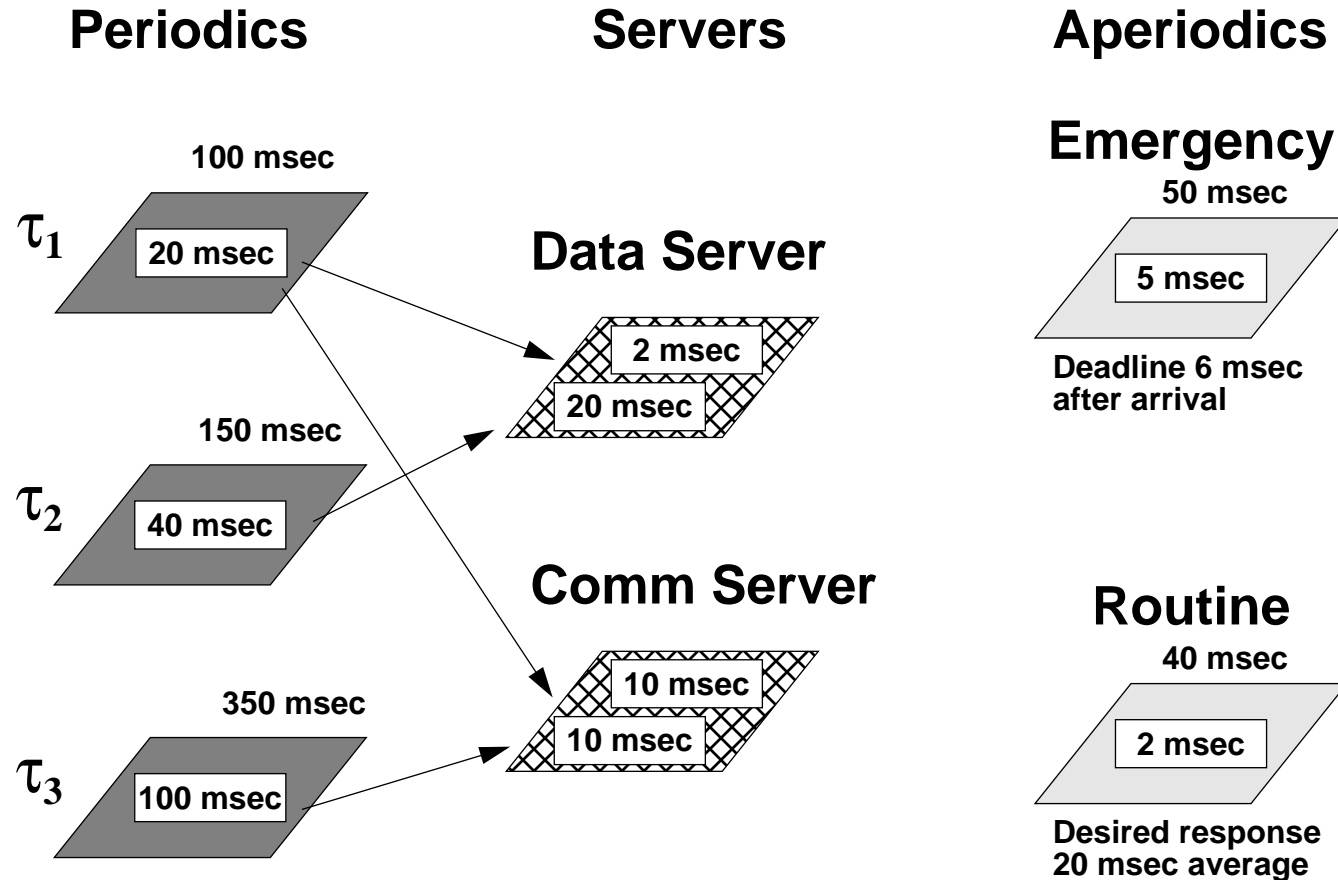 Periodics
Servers
Aperiodics
100 msec
τ1
20 msec
150 msec
τ2
40 msec
350 msec
τ3
100 msec
Data Server
2 msec
20 msec
Comm Server
10 msec
10 msec
Emergency
50 msec
5 msec
Deadline 6 msec
after arrival
Routine
40 msec
2 msec
Desired response
20 msec average